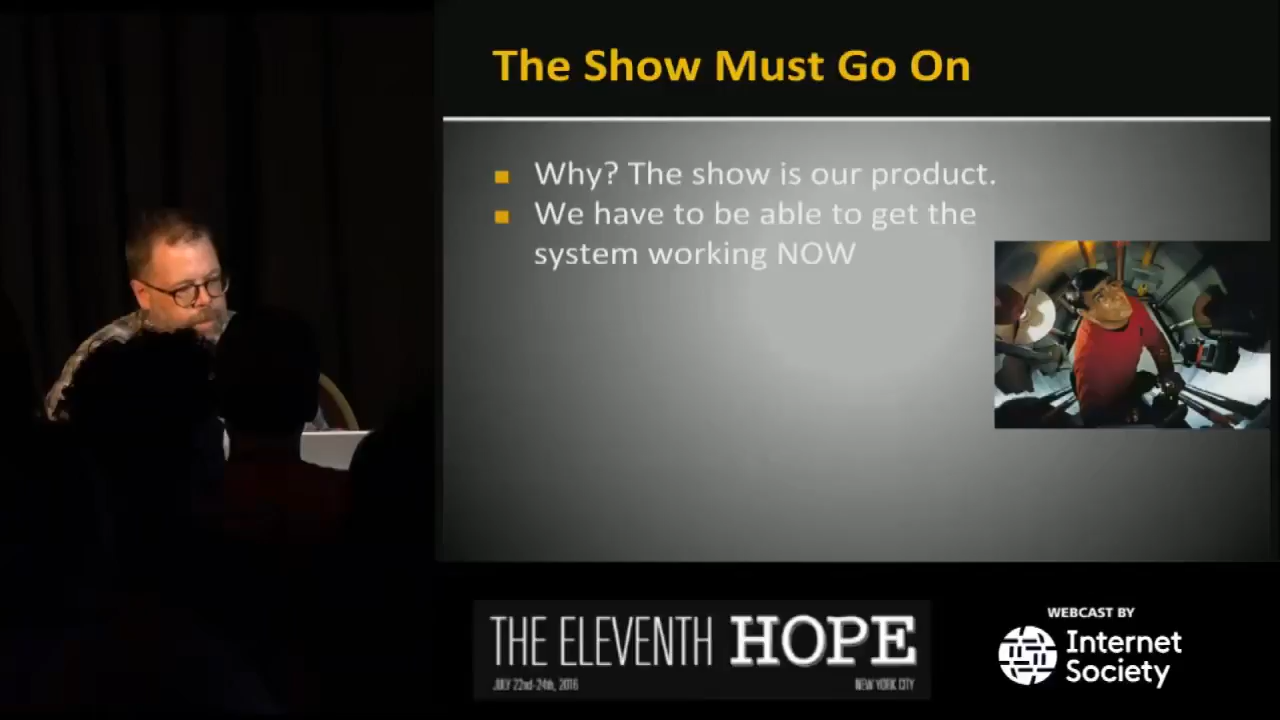 The Show Must Go On
Why? The show is our product.
We have to be able to get the
system working NOW
THE ELEVENTH HOPE
JULY 22nd-24th, 2016
NEW YORK CITY
WEBCAST BY
Internet
Society